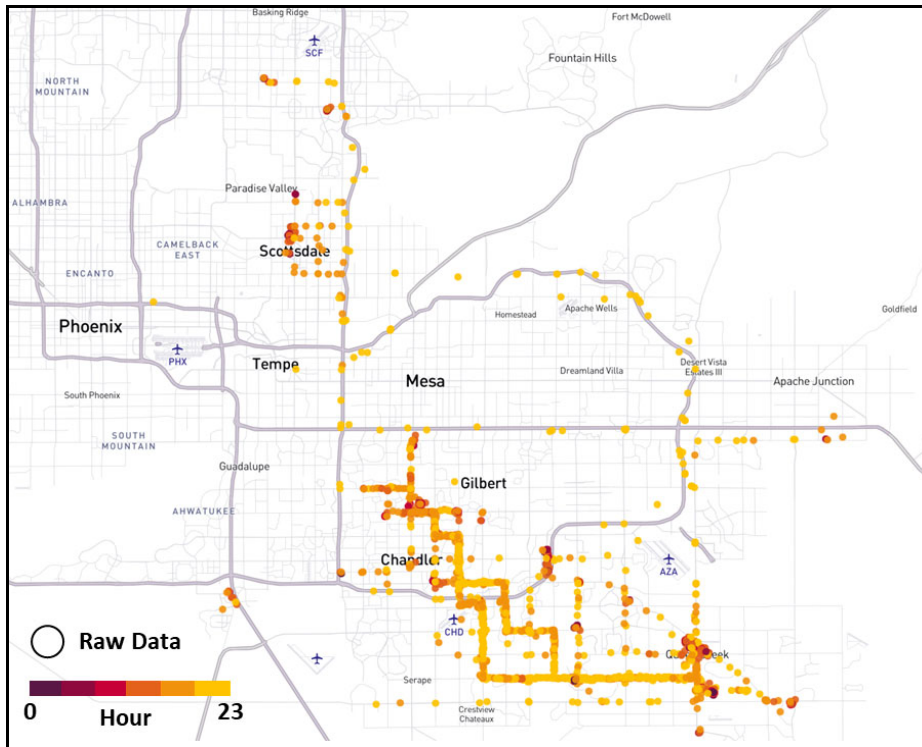 Basking Ridge
Fort McDowell
SCF
Fountain Hills
NORTH
MOUNTAIN
Paradise Valley
ALHAMBRA
CAMELBACK
EAST
Scottsdale
ENCANTO
Goldfield
Homestead
Apache Wells
Phoenix
PHX
Tempe
Desert Vista
Estates III
Dreamland Villa
Mesa
Apache Junction
South Phoenix
SOUTH
MOUNTAIN
Guadalupe
Gilbert
AHWATUKEE
Chandler
AZA
CHD
Raw Data
Serape
Crestview
Chateaux
0
Hour
23